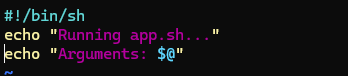 #!/bin/sh
echo "Running app.sh..."
echo "Arguments: $@"
~